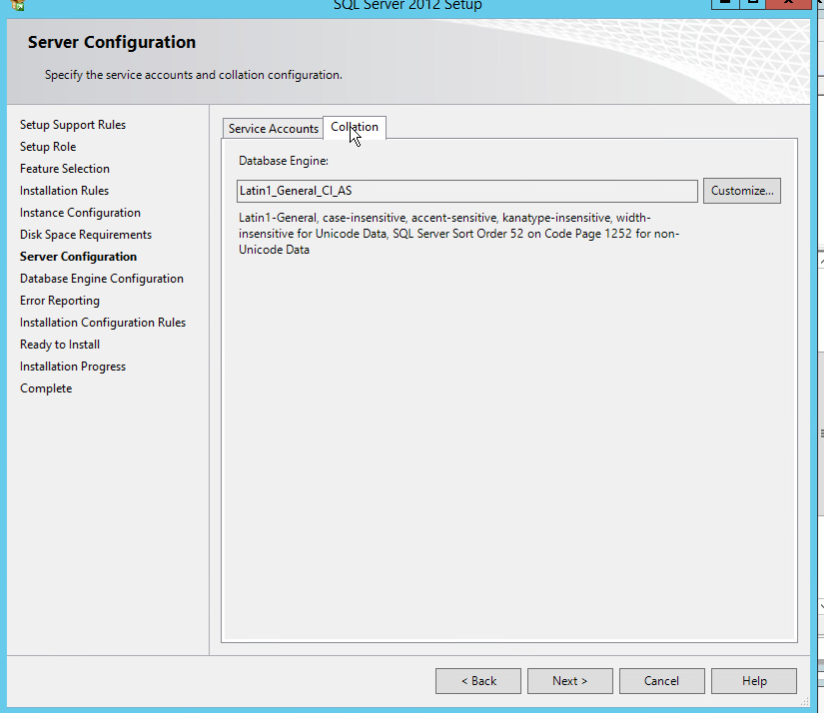 SQL Server 2012 Setup
Server Configuration
Specify the service accounts and collation configuration.
Setup Support Rules
Setup Role
Feature Selection
Installation Rules
Instance Configuration
Disk Space Requirements
Server Configuration
Database Engine Configuration
Error Reporting
Installation Configuration Rules
Ready to Install
Installation Progress
Complete
Service Accounts
Collation
Database Engine:
Latin1_General_CI_AS
Customize...
Latin1-General, case-insensitive, accent-sensitive, kanatype-insensitive, width-
insensitive for Unicode Data, SQL Server Sort Order 52 on Code Page 1252 for non-
Unicode Data
< Back
Next >
Cancel
Help